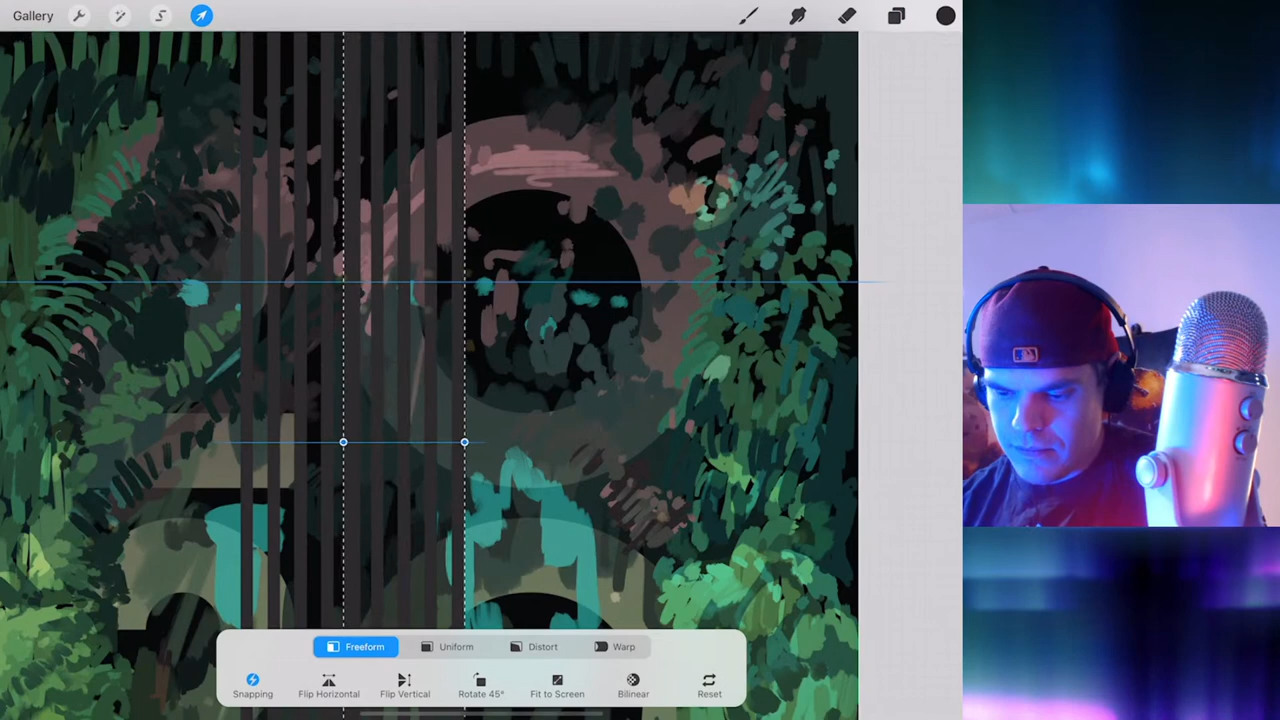 Gallery
Freeform Uniform Distort Warp
Snapping Flip Horizontal Flip Vertical Rotate 45° Fit to Screen Bilinear Reset